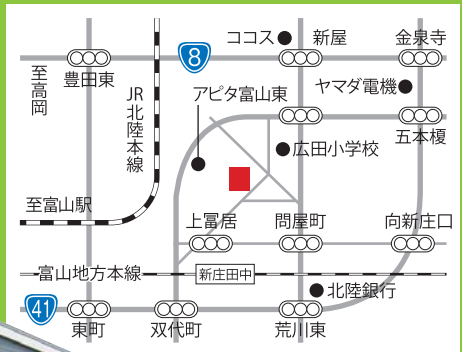 ココス
新屋
金泉寺
8
豊田東
至高岡
JR北陸本線
アピタ富山東
ヤマダ電機
五本榎
広田小学校
至富山駅
上冨居
問屋町
向新庄口
富山地方本線
新庄田中
北陸銀行
41
東町
双代町
荒川東